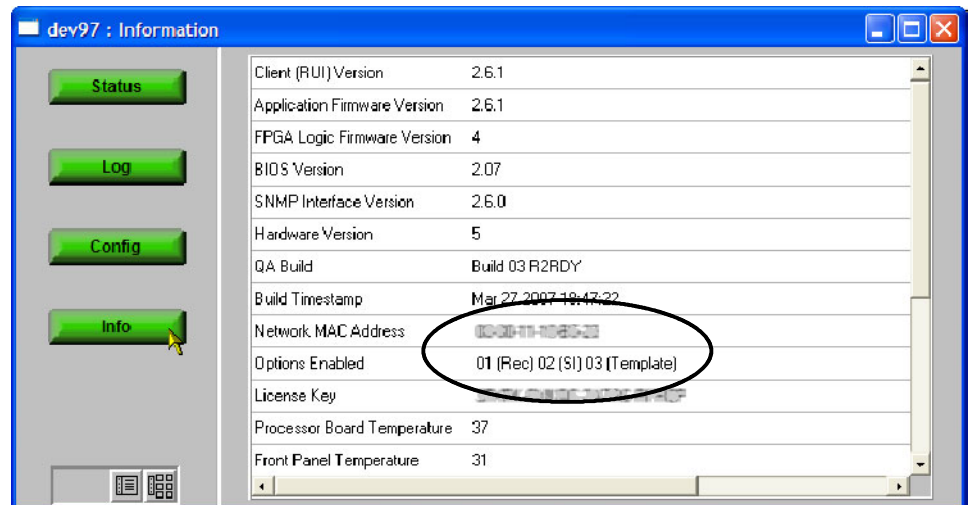 dev97 : Information
Status
Log
Config
Info
Client (RUI) Version 2.6.1
Application Firmware Version 2.6.1
FPGA Logic Firmware Version 4
BIOS Version 2.07
SNMP Interface Version 2.6.0
Hardware Version 5
QA Build Build 03 R2RDY
Build Timestamp Mar 27 2007 18:47:22
Network MAC Address
Options Enabled 01 (Rec) 02 (SI) 03 (Template)
License Key
Processor Board Temperature 37
Front Panel Temperature 31